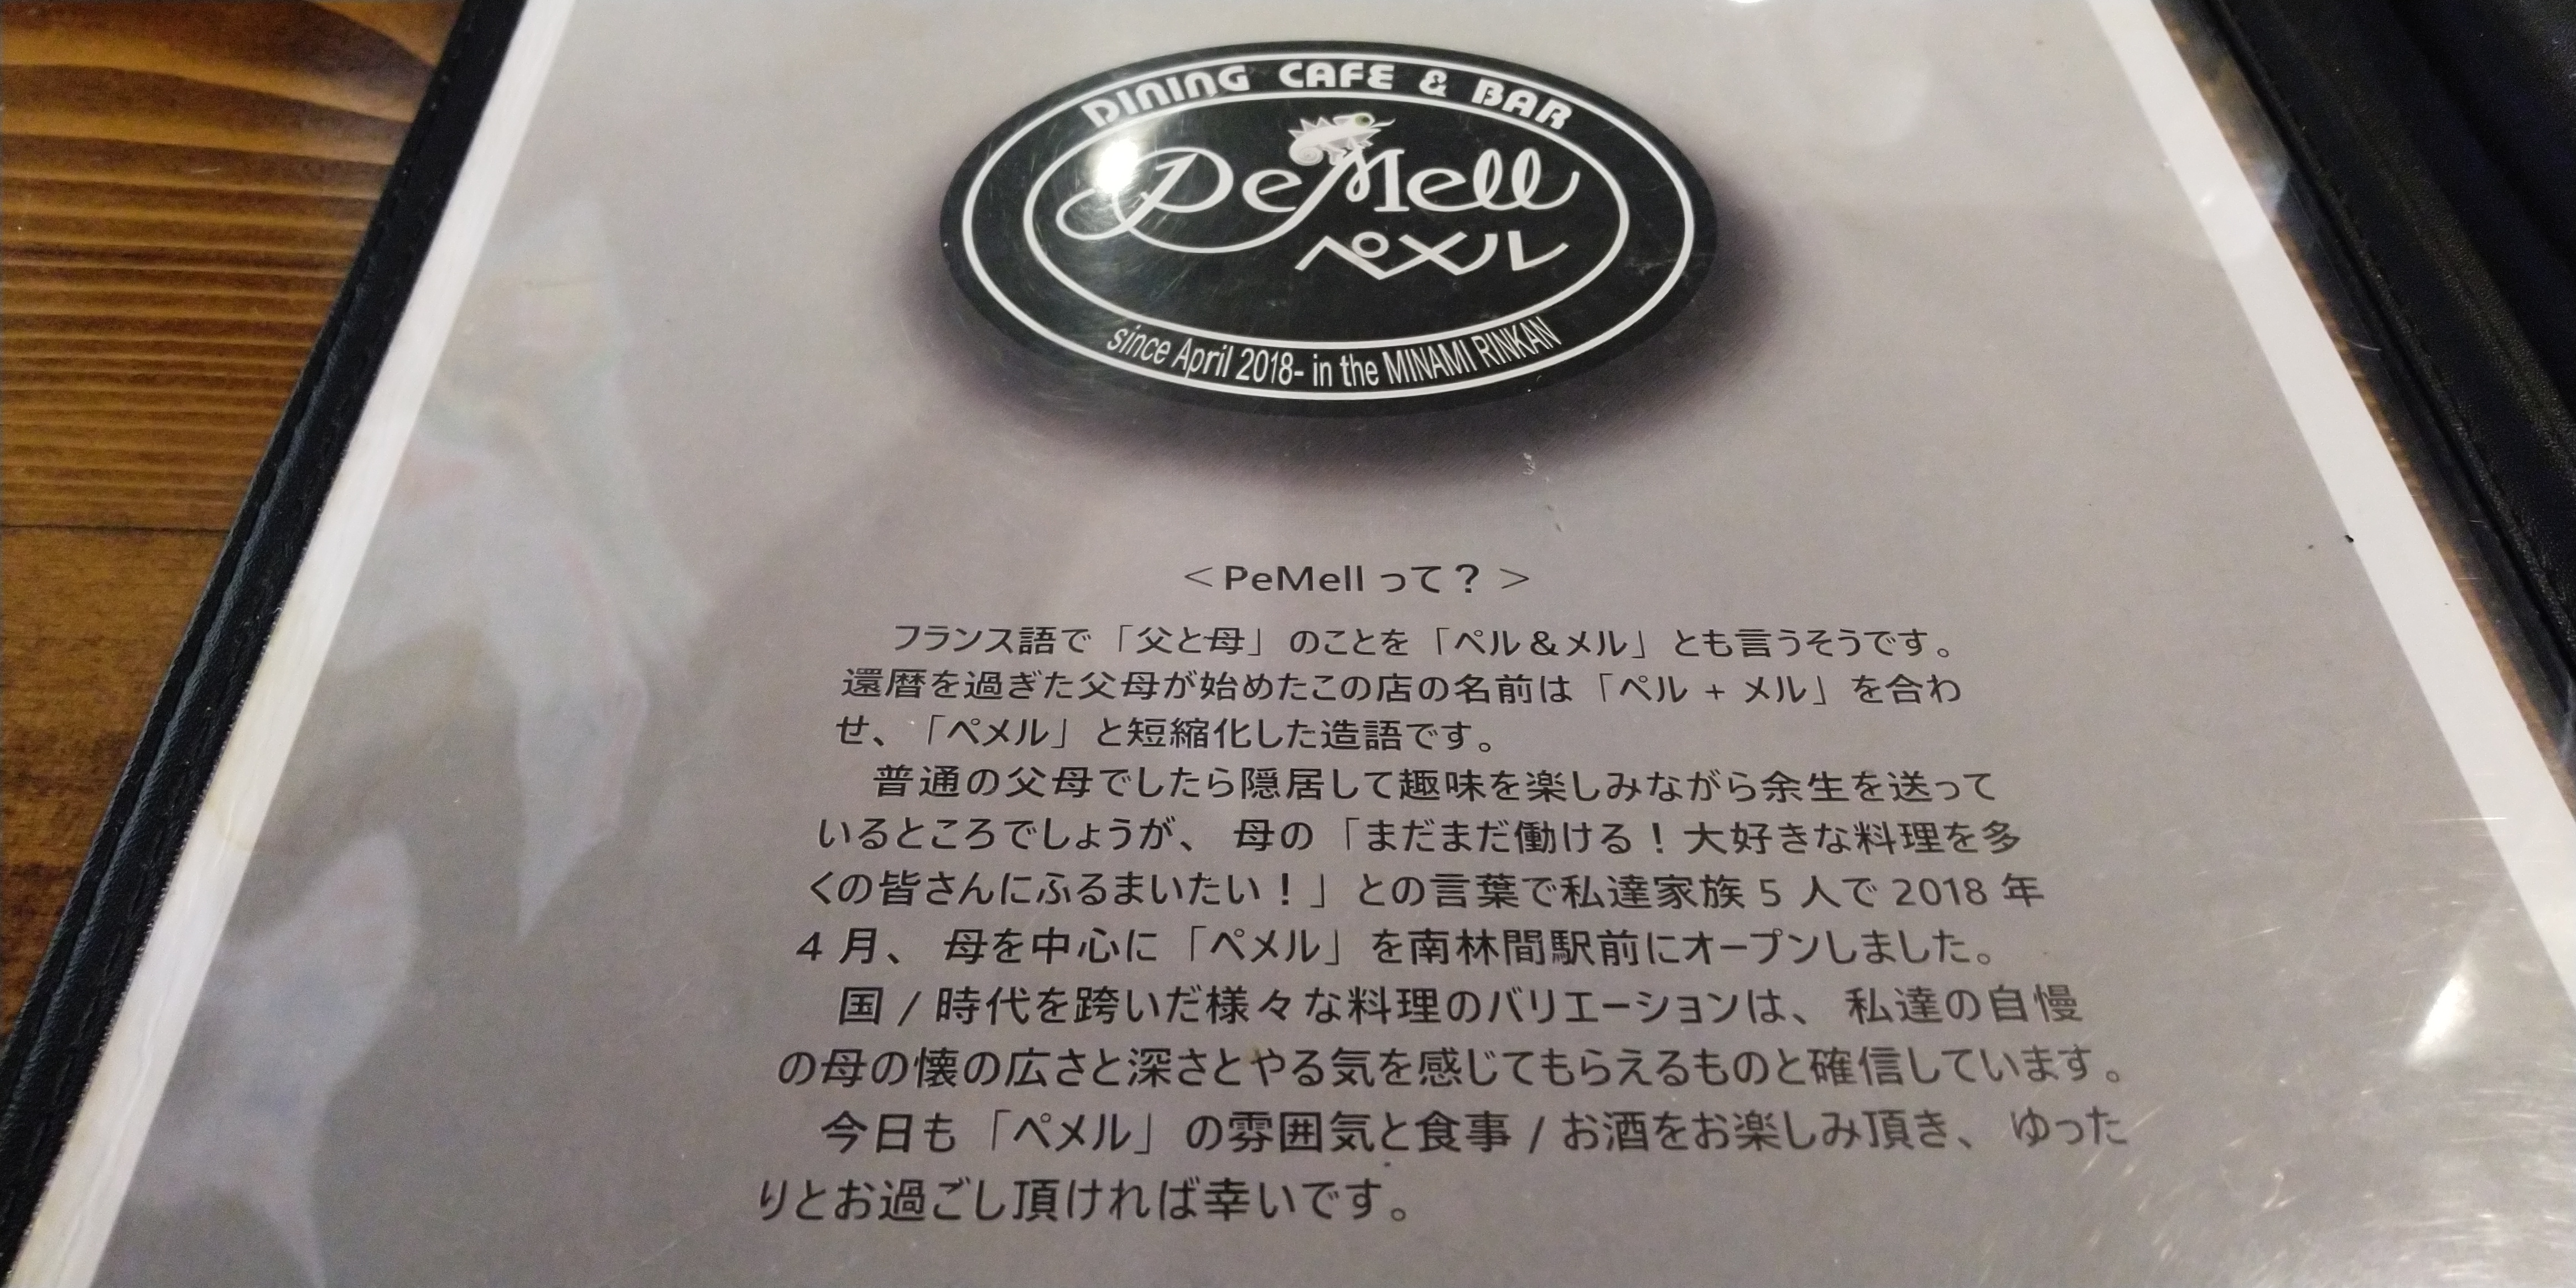 DINING CAFE & BAR
PeMell
ペメル
since April 2018- in the MINAMI RINKAN
＜PeMell って？＞
フランス語で「父と母」のことを「ペル＆メル」とも言うそうです。
還暦を過ぎた父母が始めたこの店の名前は「ペル + メル」を合わ
せ、「ペメル」と短縮化した造語です。
普通の父母でしたら隠居して趣味を楽しみながら余生を送って
いるところでしょうが、 母の「まだまだ働ける！大好きな料理を多
くの皆さんにふるまいたい！」との言葉で私達家族 5 人で 2018 年
4 月、 母を中心に「ペメル」を南林間駅前にオープンしました。
国 / 時代を跨いだ様々な料理のバリエーションは、 私達の自慢
の母の懐の広さと深さとやる気を感じてもらえるものと確信しています。
今日も「ペメル」の雰囲気と食事 / お酒をお楽しみ頂き、 ゆった
りとお過ごし頂ければ幸いです。